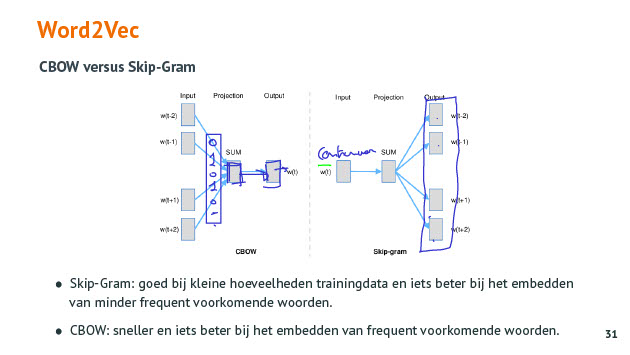 Word2Vec
CBOW versus Skip-Gram
Input Projection Output
w(t-2)
w(t-1)
SUM
w(t)
w(t+1)
w(t+2)
CBOW
Input Projection Output
w(t-2)
w(t-1)
SUM
w(t)
w(t+1)
w(t+2)
Skip-gram
● Skip-Gram: goed bij kleine hoeveelheden trainingdata en iets beter bij het embedden
van minder frequent voorkomende woorden.
● CBOW: sneller en iets beter bij het embedden van frequent voorkomende woorden.
31